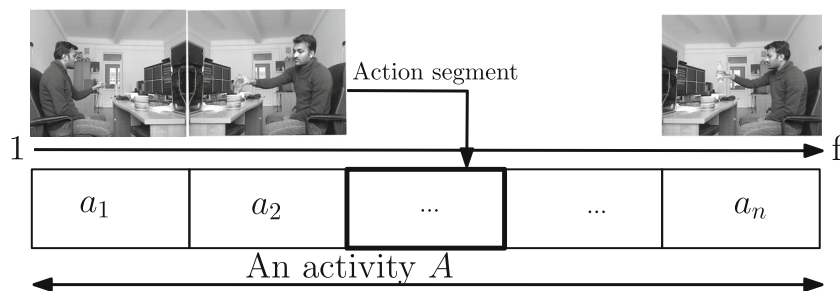 Action segment
1 f
a₁ a₂ ... ... aₙ
An activity A